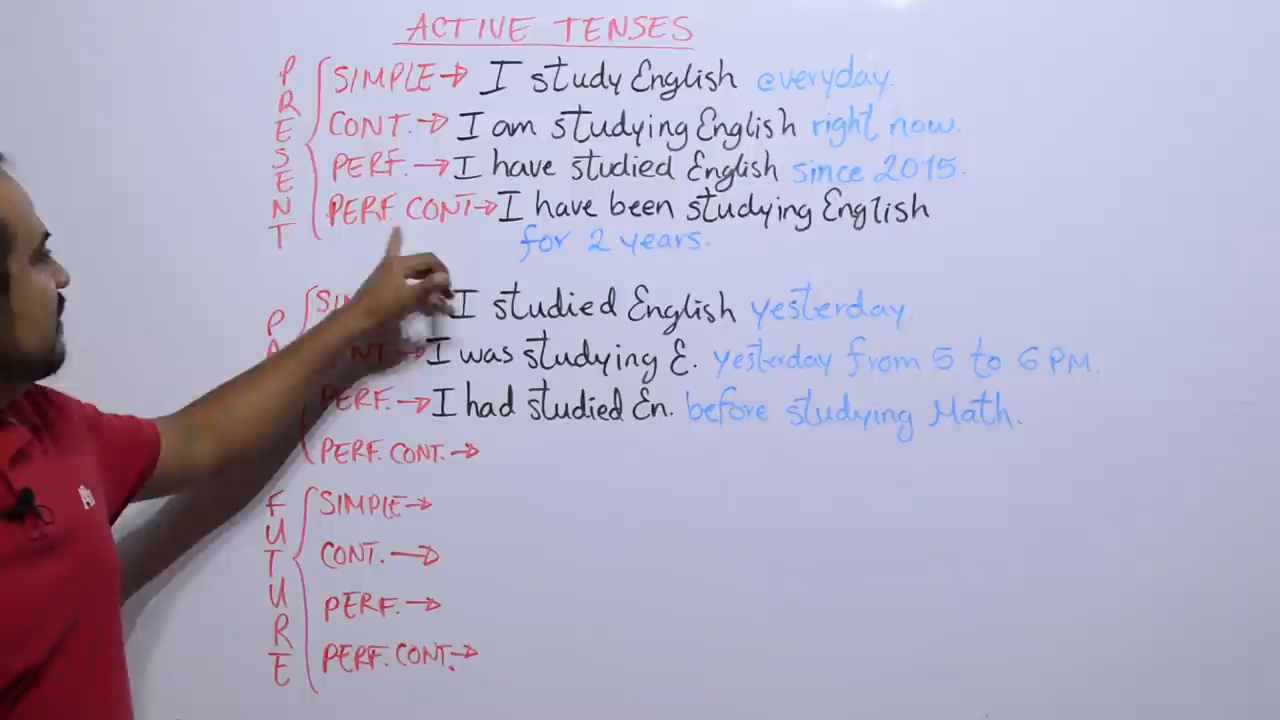 ACTIVE TENSES
PRESENT
SIMPLE → I study English everyday.
CONT. → I am studying English right now.
PERF. → I have studied English since 2015.
PERF. CONT → I have been studying English
for 2 years.
I studied English yesterday.
I was studying E. yesterday from 5 to 6 PM.
PERF. → I had studied En. before studying Math.
PERF. CONT. →
FUTURE
SIMPLE →
CONT. →
PERF. →
PERF. CONT. →